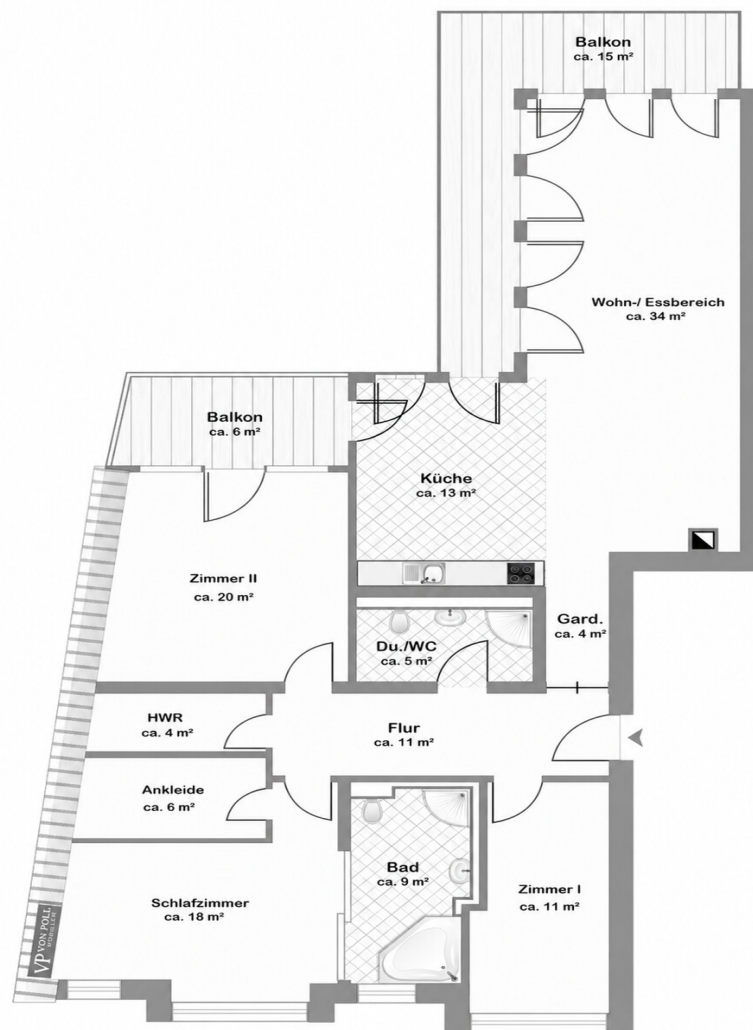 Balkon
ca. 15 m²
Wohn-/ Essbereich
ca. 34 m²
Balkon
ca. 6 m²
Küche
ca. 13 m²
Zimmer II
ca. 20 m²
Du./WC
ca. 5 m²
Gard.
ca. 4 m²
HWR
ca. 4 m²
Flur
ca. 11 m²
Ankleide
ca. 6 m²
Bad
ca. 9 m²
Zimmer I
ca. 11 m²
Schlafzimmer
ca. 18 m²
VP VON POLL
IMMOBILIEN